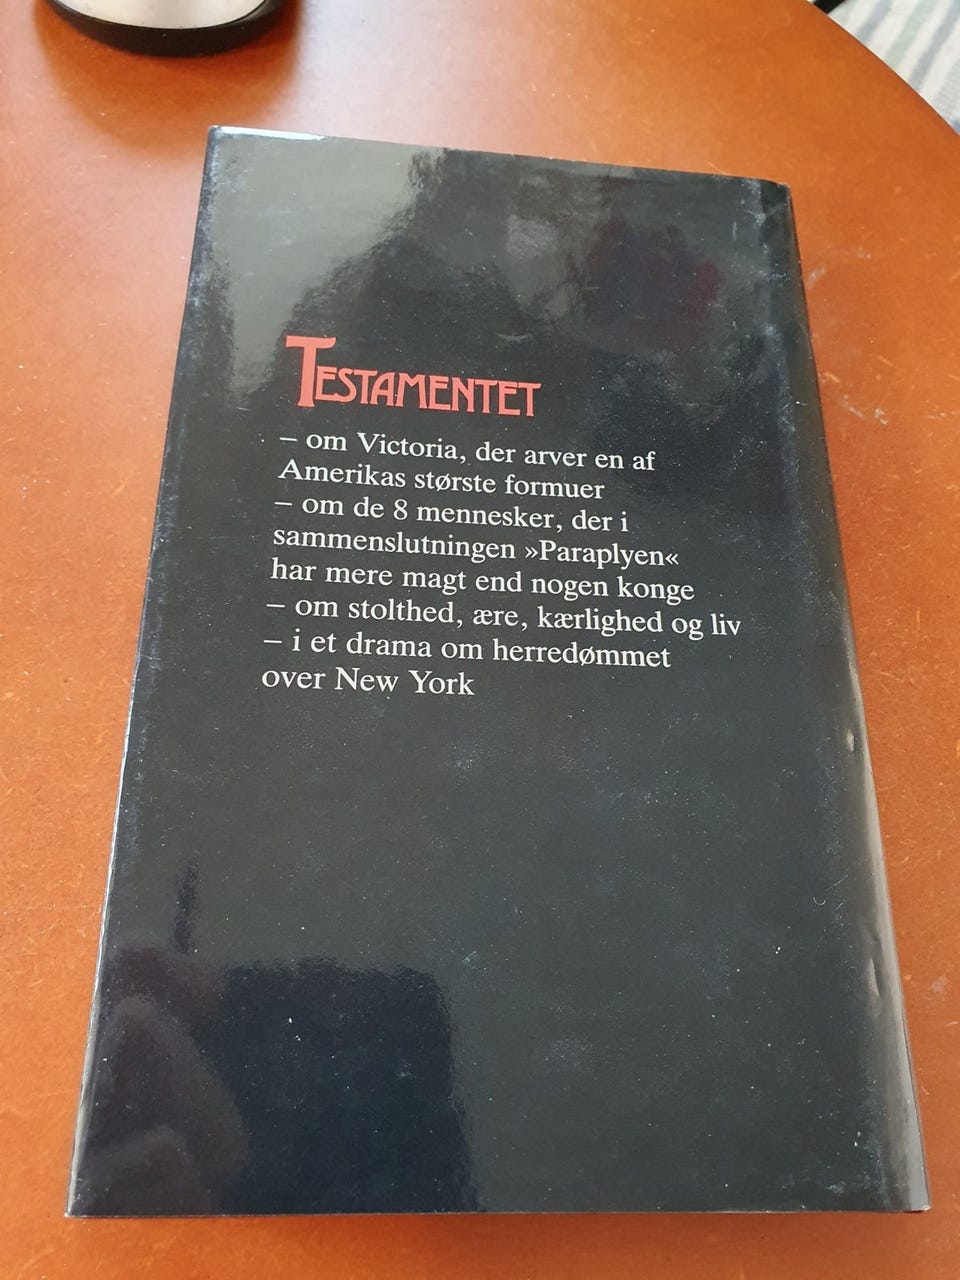 TESTAMENTET
– om Victoria, der arver en af
Amerikas største formuer
– om de 8 mennesker, der i
sammenslutningen »Paraplyen«
har mere magt end nogen konge
– om stolthed, ære, kærlighed og liv
– i et drama om herredømmet
over New York